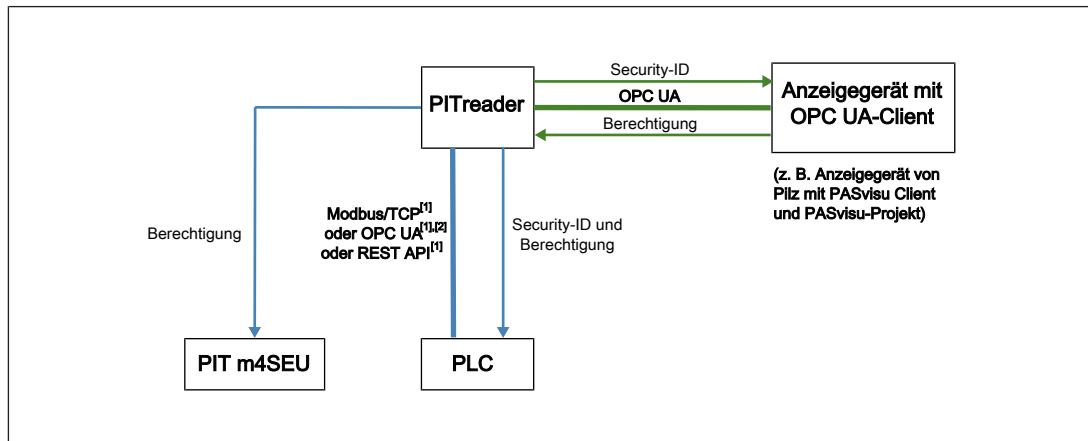 Security-ID
PITreader
OPC UA
Berechtigung
Anzeigegerät mit
OPC UA-Client
(z. B. Anzeigegerät von
Pilz mit PASvisu Client
und PASvisu-Projekt)
Berechtigung
Modbus/TCP[1]
oder OPC UA[1],[2]
oder REST API[1]
Security-ID und
Berechtigung
PIT m4SEU
PLC